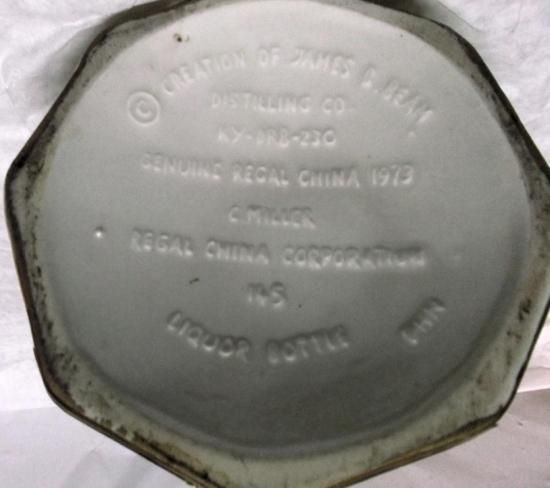 © CREATION OF JAMES B. BEAM
DISTILLING CO.
KY-DRB-230
GENUINE REGAL CHINA 1973
C. MILLER
REGAL CHINA CORPORATION
145
LIQUOR BOTTLE